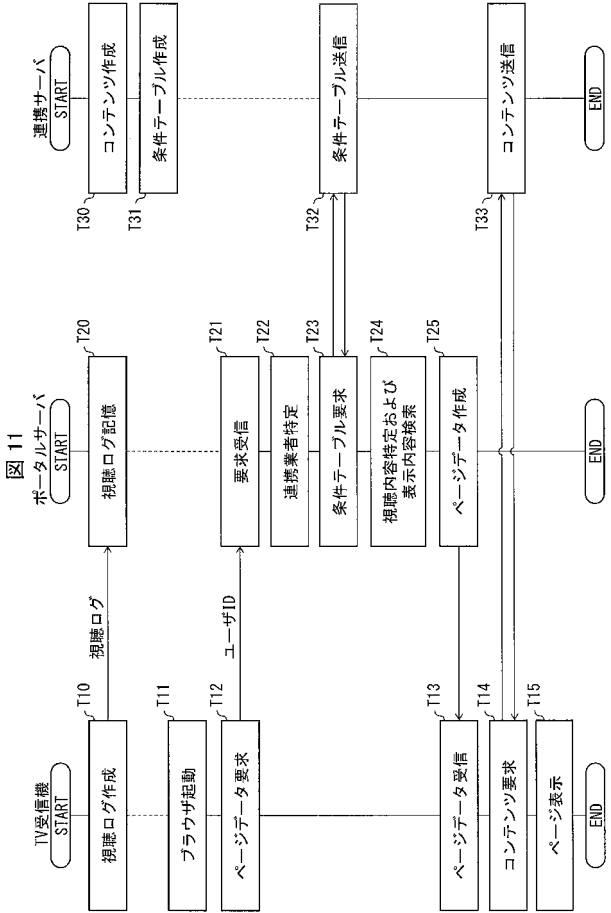 図 11
TV受信機
START
T10
視聴ログ作成
T11
ブラウザ起動
T12
ページデータ要求
T13
ページデータ受信
T14
コンテンツ要求
T15
ページ表示
END
視聴ログ
ユーザID
ポータルサーバ
START
T20
視聴ログ記憶
T21
要求受信
T22
連携業者特定
T23
条件テーブル要求
T24
視聴内容特定および
表示内容検索
T25
ページデータ作成
END
連携サーバ
START
T30
コンテンツ作成
T31
条件テーブル作成
T32
条件テーブル送信
T33
コンテンツ送信
END